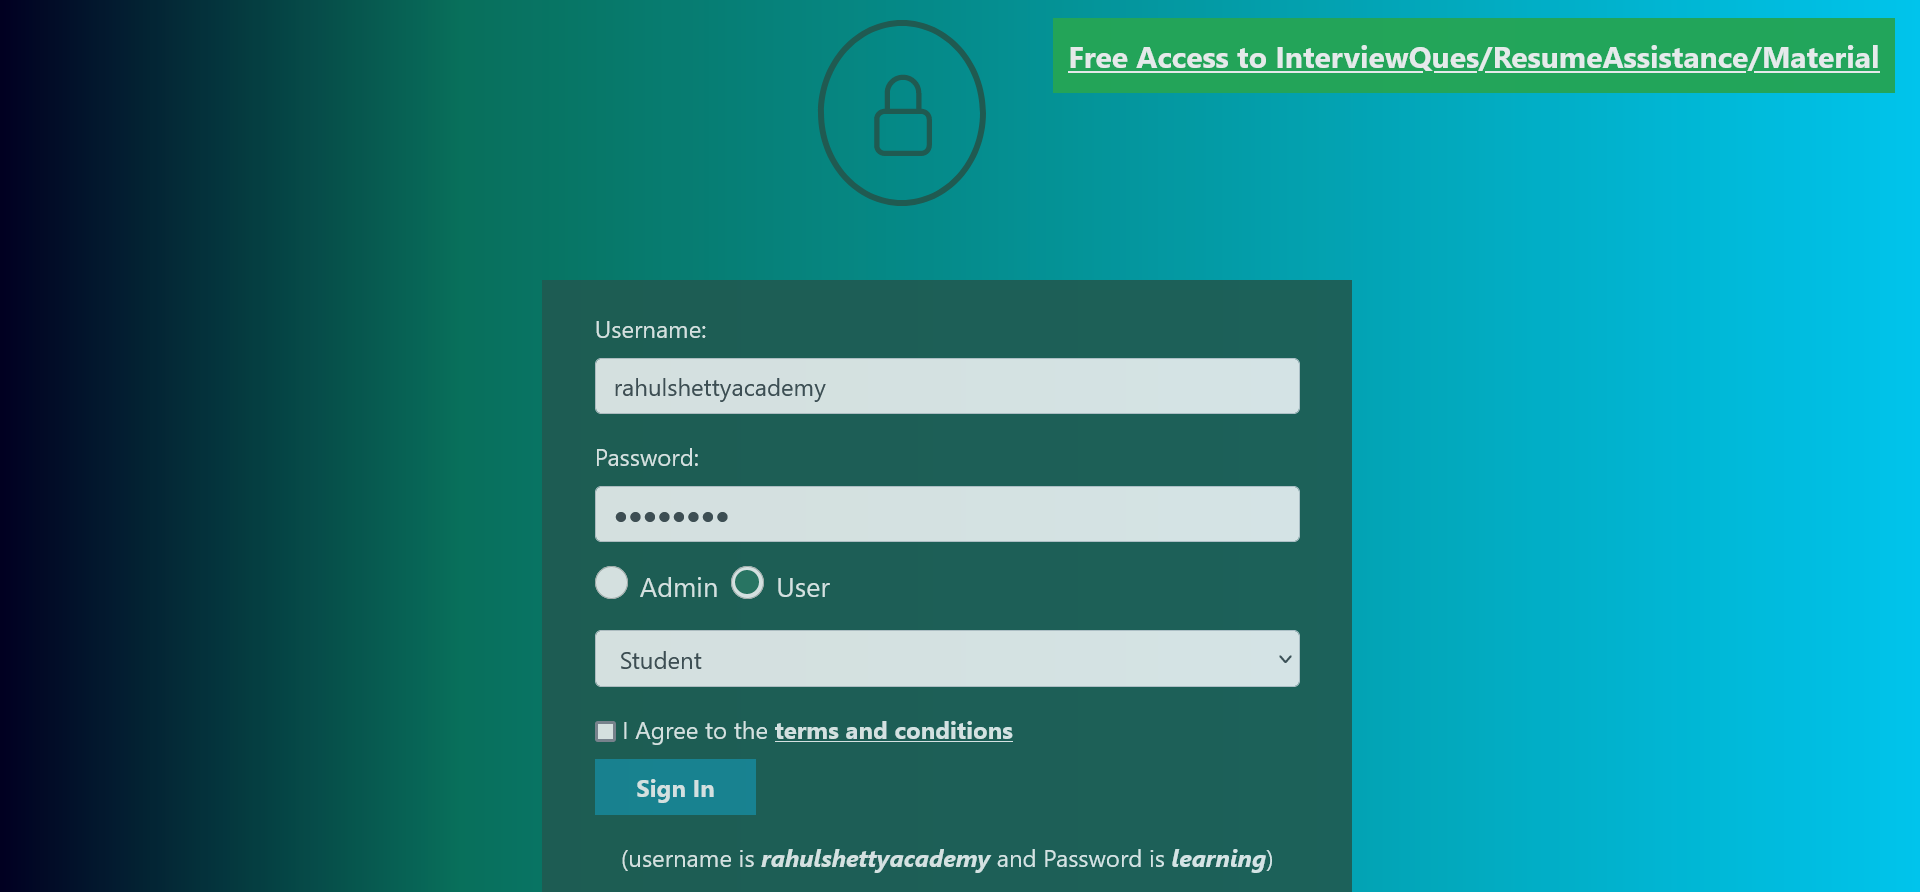 Free Access to InterviewQues/ResumeAssistance/Material
Username:
rahulshettyacademy
Password:
••••••••
Admin User
Student
I Agree to the terms and conditions
Sign In
(username is rahulshettyacademy and Password is learning)